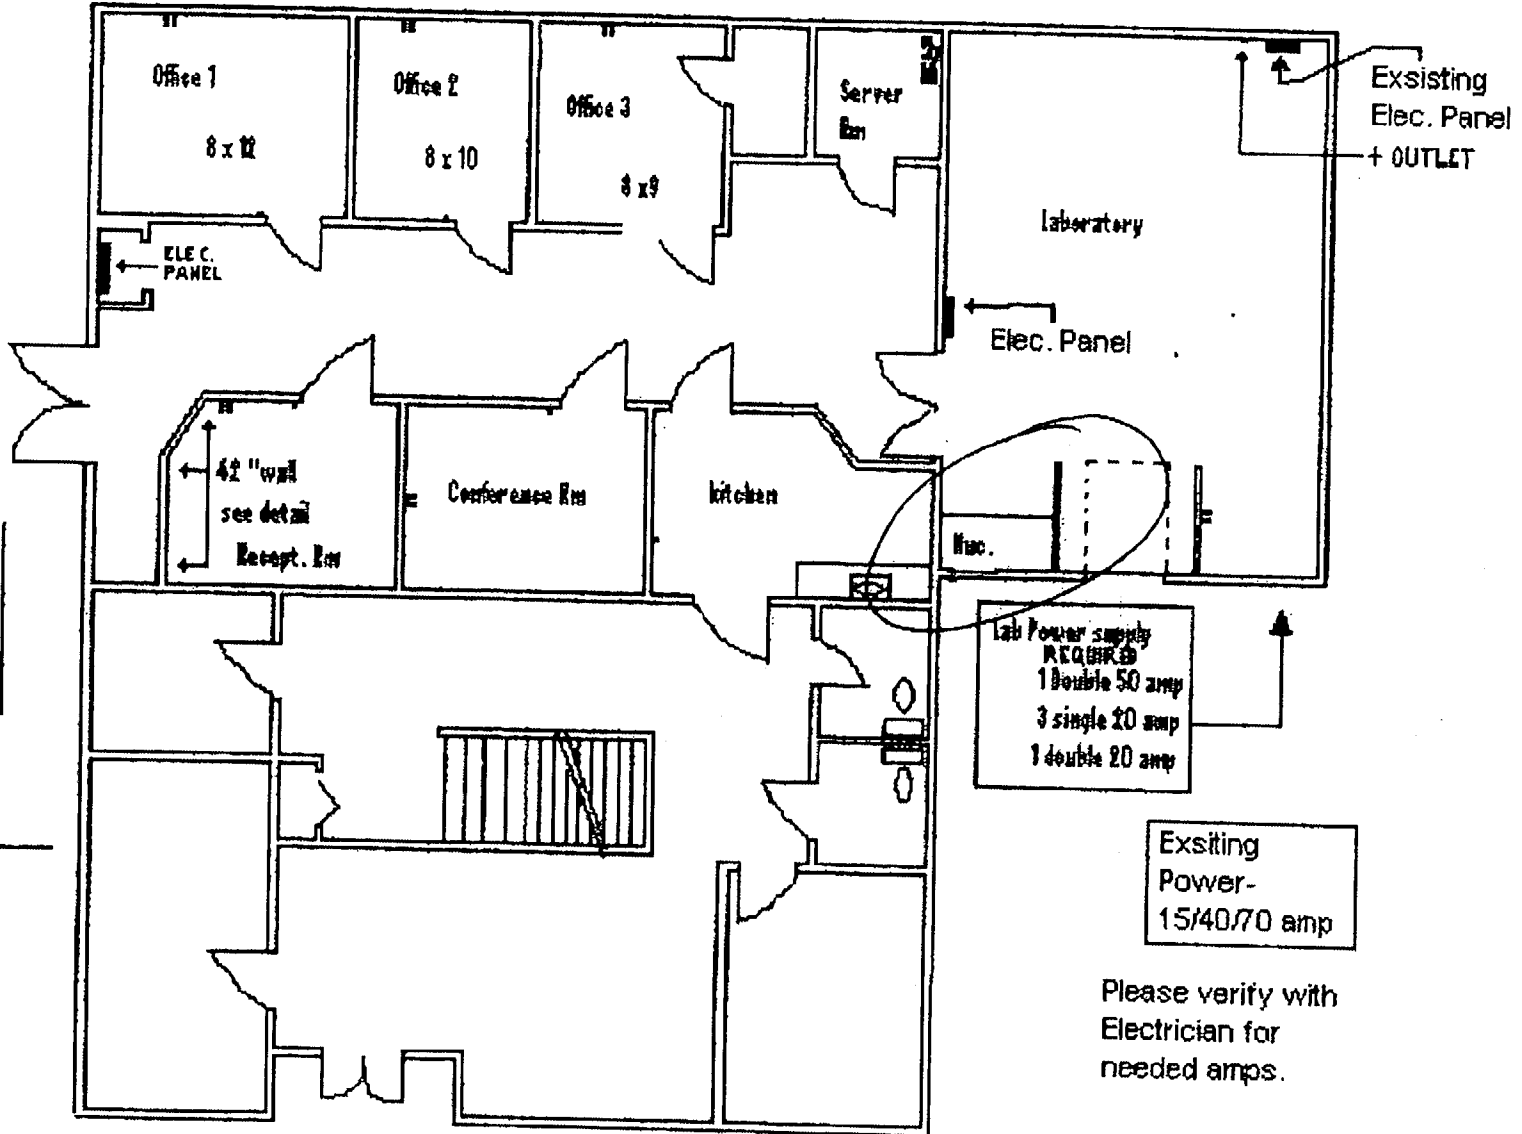 Office 1
8 x 12
Office 2
8 x 10
Office 3
8 x9
Server
Rm
Exsisting
Elec. Panel
+ OUTLET
Laboratory
ELEC.
PANEL
Elec. Panel
42 "wall
see detail
Recept. Rm
Conference Rm
kitchen
Lab Power supply
REQUIRED
1 Double 50 amp
3 single 20 amp
1 double 20 amp
Exsiting
Power-
15/40/70 amp
Please verify with
Electrician for
needed amps.